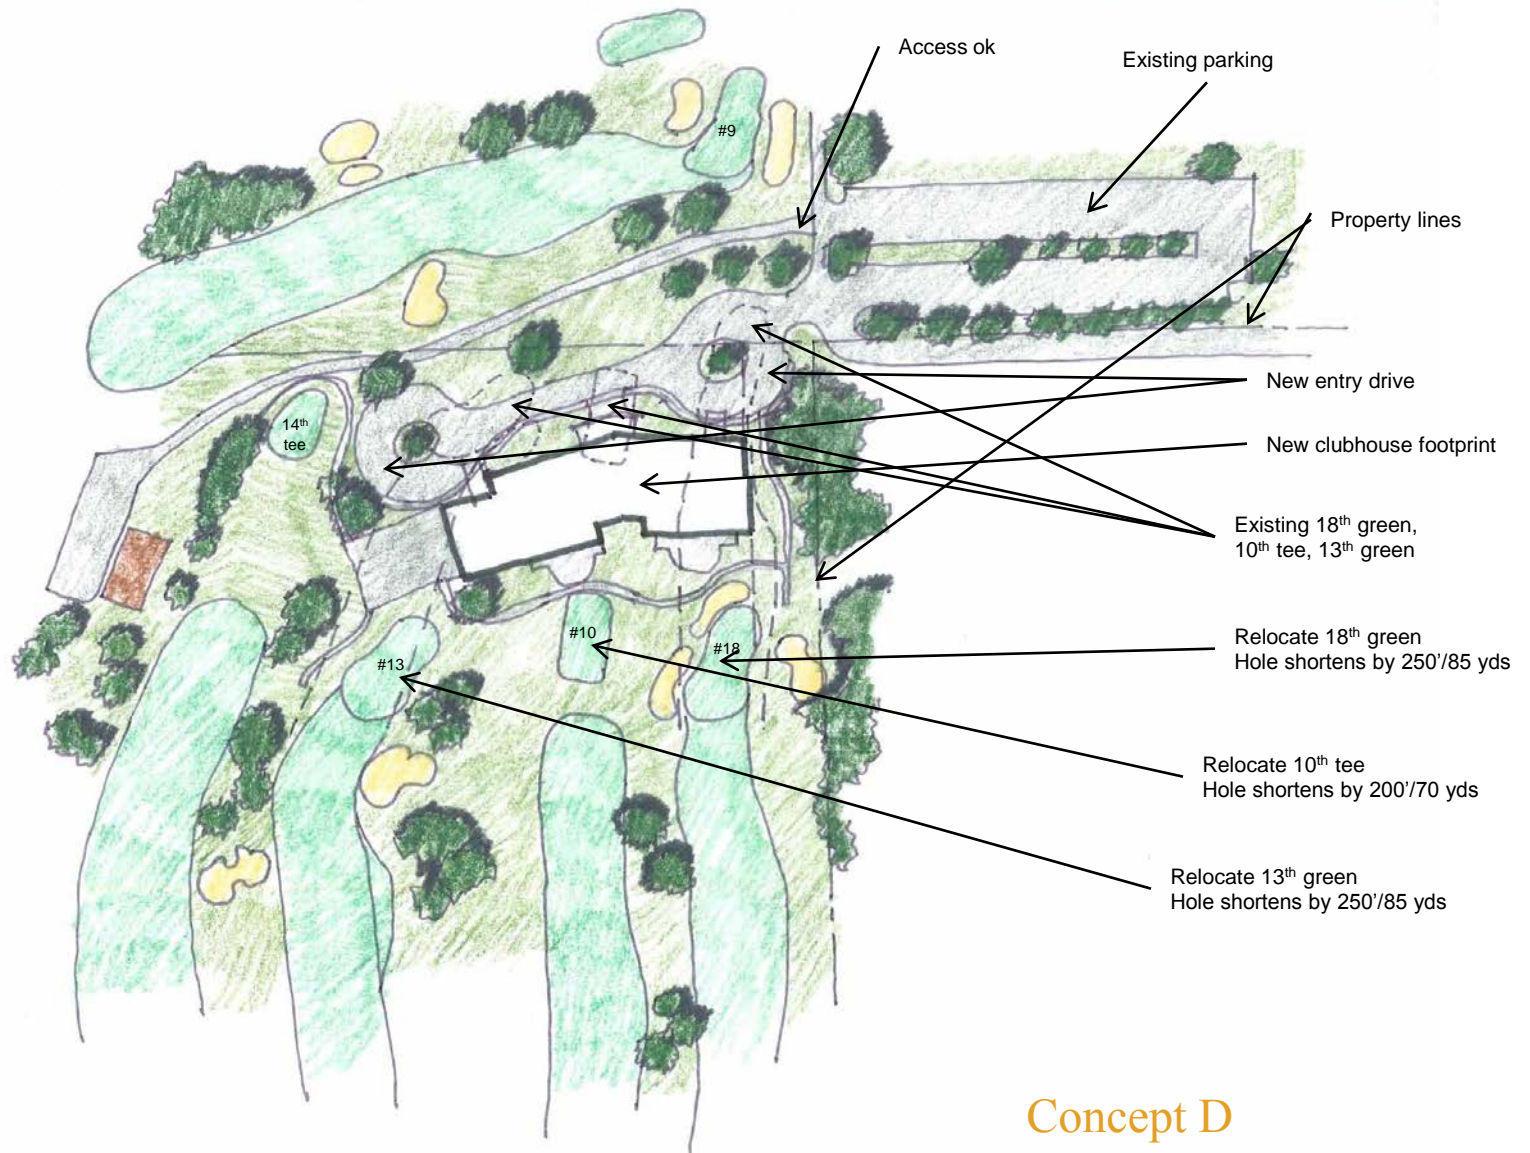 Access ok
Existing parking
#9
Property lines
New entry drive
14th
tee
New clubhouse footprint
Existing 18th green,
10th tee, 13th green
#10
#18
#13
Relocate 18th green
Hole shortens by 250'/85 yds
Relocate 10th tee
Hole shortens by 200'/70 yds
Relocate 13th green
Hole shortens by 250'/85 yds
Concept D